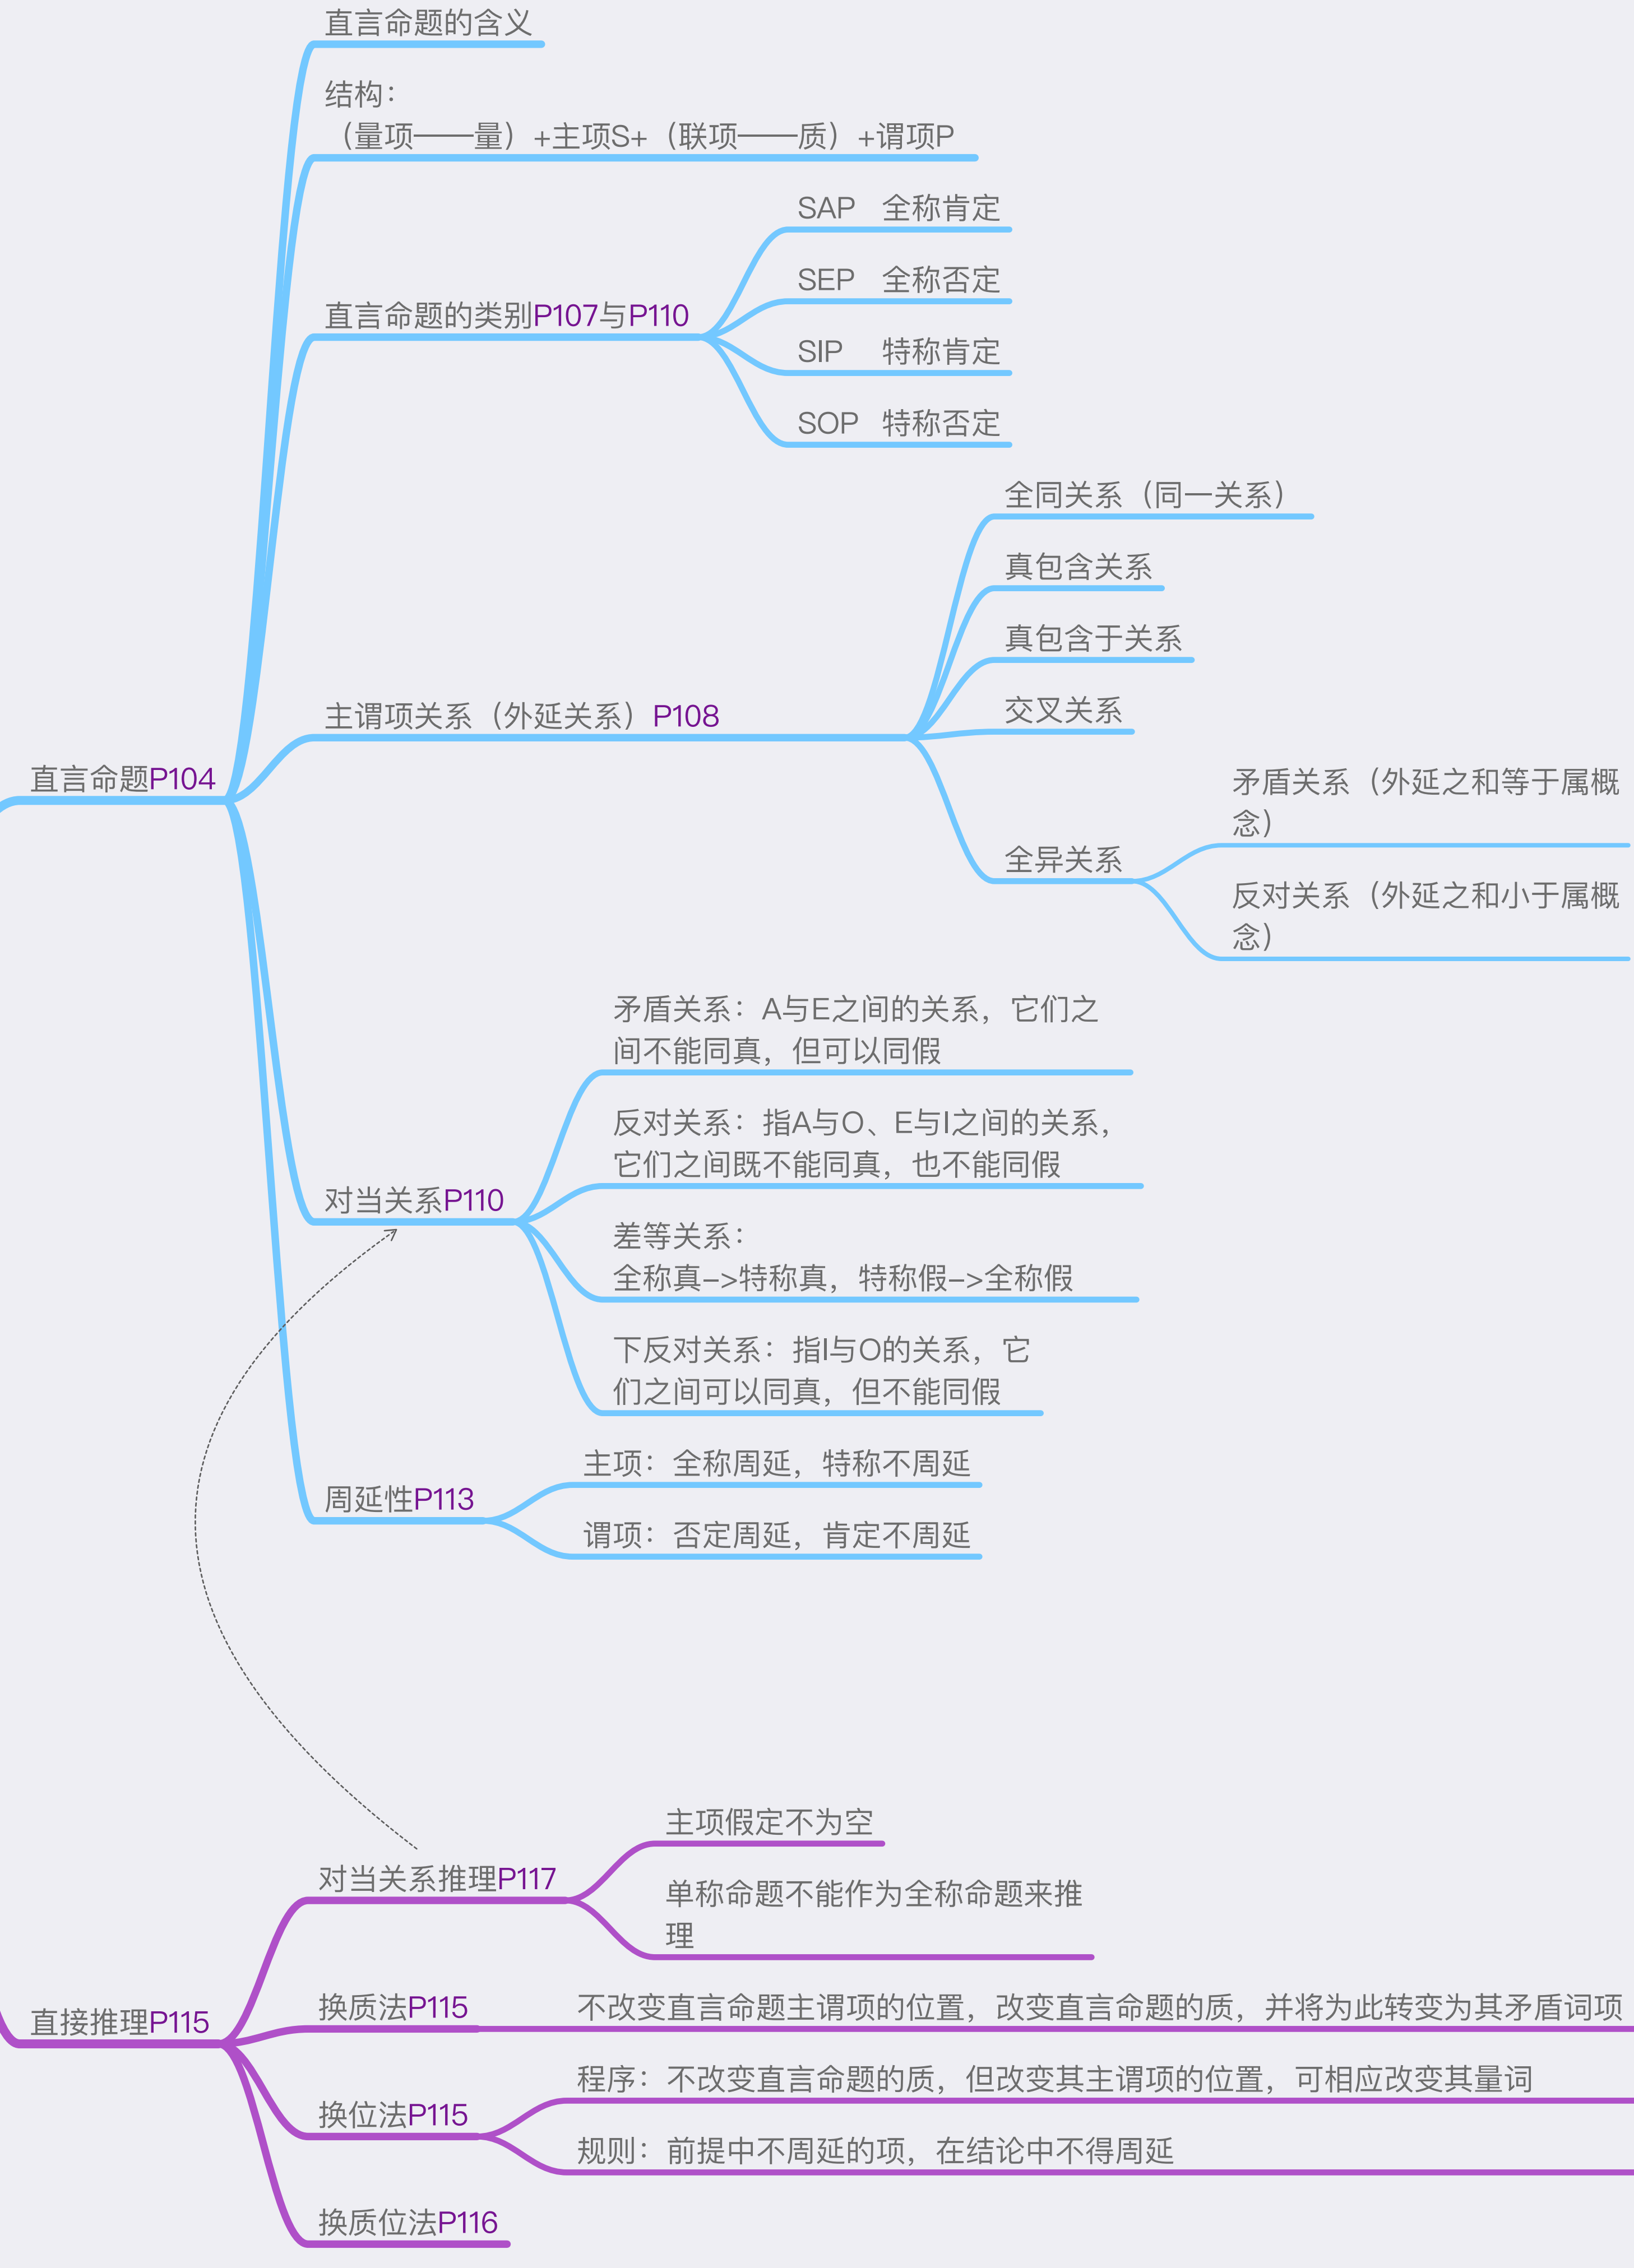 直言命题的含义
结构：
（量项——量）+主项S+（联项——质）+谓项P
SAP 全称肯定
SEP 全称否定
直言命题的类别P107与P110
SIP 特称肯定
SOP 特称否定
全同关系（同一关系）
真包含关系
真包含于关系
主谓项关系（外延关系）P108
交叉关系
直言命题P104
矛盾关系（外延之和等于属概
念）
全异关系
反对关系（外延之和小于属概
念）
矛盾关系：A与E之间的关系，它们之
间不能同真，但可以同假
反对关系：指A与O、E与I之间的关系，
它们之间既不能同真，也不能同假
对当关系P110
差等关系：
全称真–>特称真，特称假–>全称假
下反对关系：指I与O的关系，它
们之间可以同真，但不能同假
主项：全称周延，特称不周延
周延性P113
谓项：否定周延，肯定不周延
主项假定不为空
对当关系推理P117
单称命题不能作为全称命题来推
理
直接推理P115
换质法P115
不改变直言命题主谓项的位置，改变直言命题的质，并将为此转变为其矛盾词项
程序：不改变直言命题的质，但改变其主谓项的位置，可相应改变其量词
换位法P115
规则：前提中不周延的项，在结论中不得周延
换质位法P116